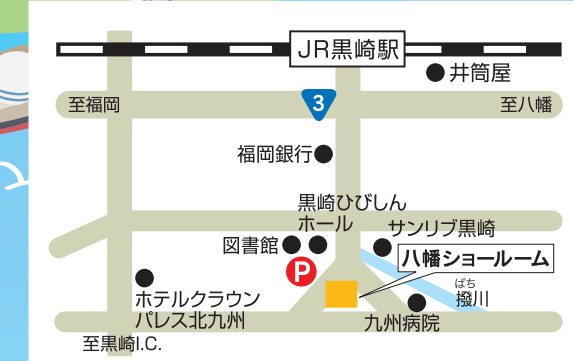 JR黒崎駅
井筒屋
至福岡
3
至八幡
福岡銀行
黒崎ひびしん
ホール
サンリブ黒崎
図書館
八幡ショールーム
P
ばち
撥川
ホテルクラウン
パレス北九州
九州病院
至黒崎I.C.